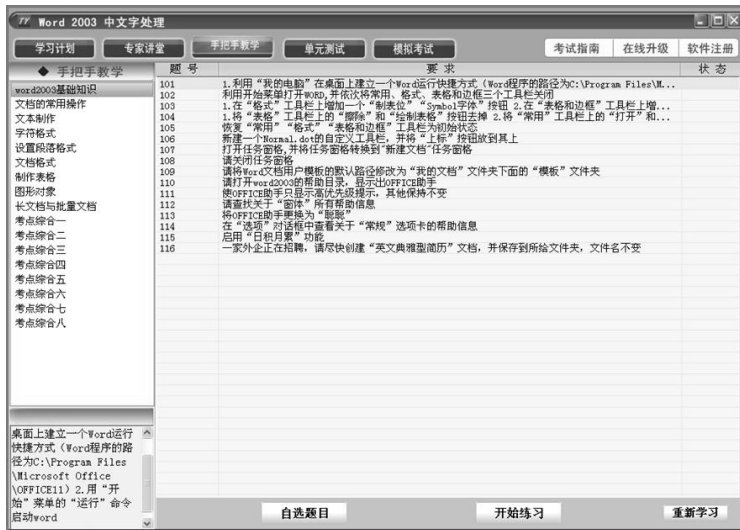 Word 2003 中文字处理
学习计划 专家讲堂 手把手教学 单元测试 模拟考试 考试指南 在线升级 软件注册
◆ 手把手教学
word2003基础知识
文档的常用操作
文本制作
字符格式
设置段落格式
文档格式
制作表格
图形对象
长文档与批量文档
考点综合一
考点综合二
考点综合三
考点综合四
考点综合五
考点综合六
考点综合七
考点综合八
题 号 要 求 状 态
101 1.利用“我的电脑”在桌面上建立一个Word运行快捷方式（Word程序的路径为C:\Program Files\M...
102 利用开始菜单打开WORD,并依次将常用、格式、表格和边框三个工具栏关闭
103 1.在“格式”工具栏上增加一个“制表位”“Symbol字体”按钮 2.在“表格和边框”工具栏上增...
104 1.将“表格”工具栏上的“擦除”和“绘制表格”按钮去掉 2.将“常用”工具栏上的“打开”和...
105 恢复“常用”“格式”“表格和边框”工具栏为初始状态
106 新建一个Normal.dot的自定义工具栏，并将“上标”按钮放到其上
107 打开任务窗格,并将任务窗格转换到“新建文档”任务窗格
108 请关闭任务窗格
109 请将Word文档用户模板的默认路径修改为“我的文档”文件夹下面的“模板”文件夹
110 请打开word2003的帮助目录，显示出OFFICE助手
111 使OFFICE助手只显示高优先级提示，其他保持不变
112 请查找关于“窗体”所有帮助信息
113 将OFFICE助手更换为“聪聪”
114 在“选项”对话框中查看关于“常规”选项卡的帮助信息
115 启用“日积月累”功能
116 一家外企正在招聘，请尽快创建“英文典雅型简历”文档，并保存到所给文件夹，文件名不变
桌面上建立一个Word运行
快捷方式（Word程序的路
径为C:\Program Files
\Microsoft Office
\OFFICE11）2.用“开
始”菜单的“运行”命令
启动word
自选题目 开始练习 重新学习